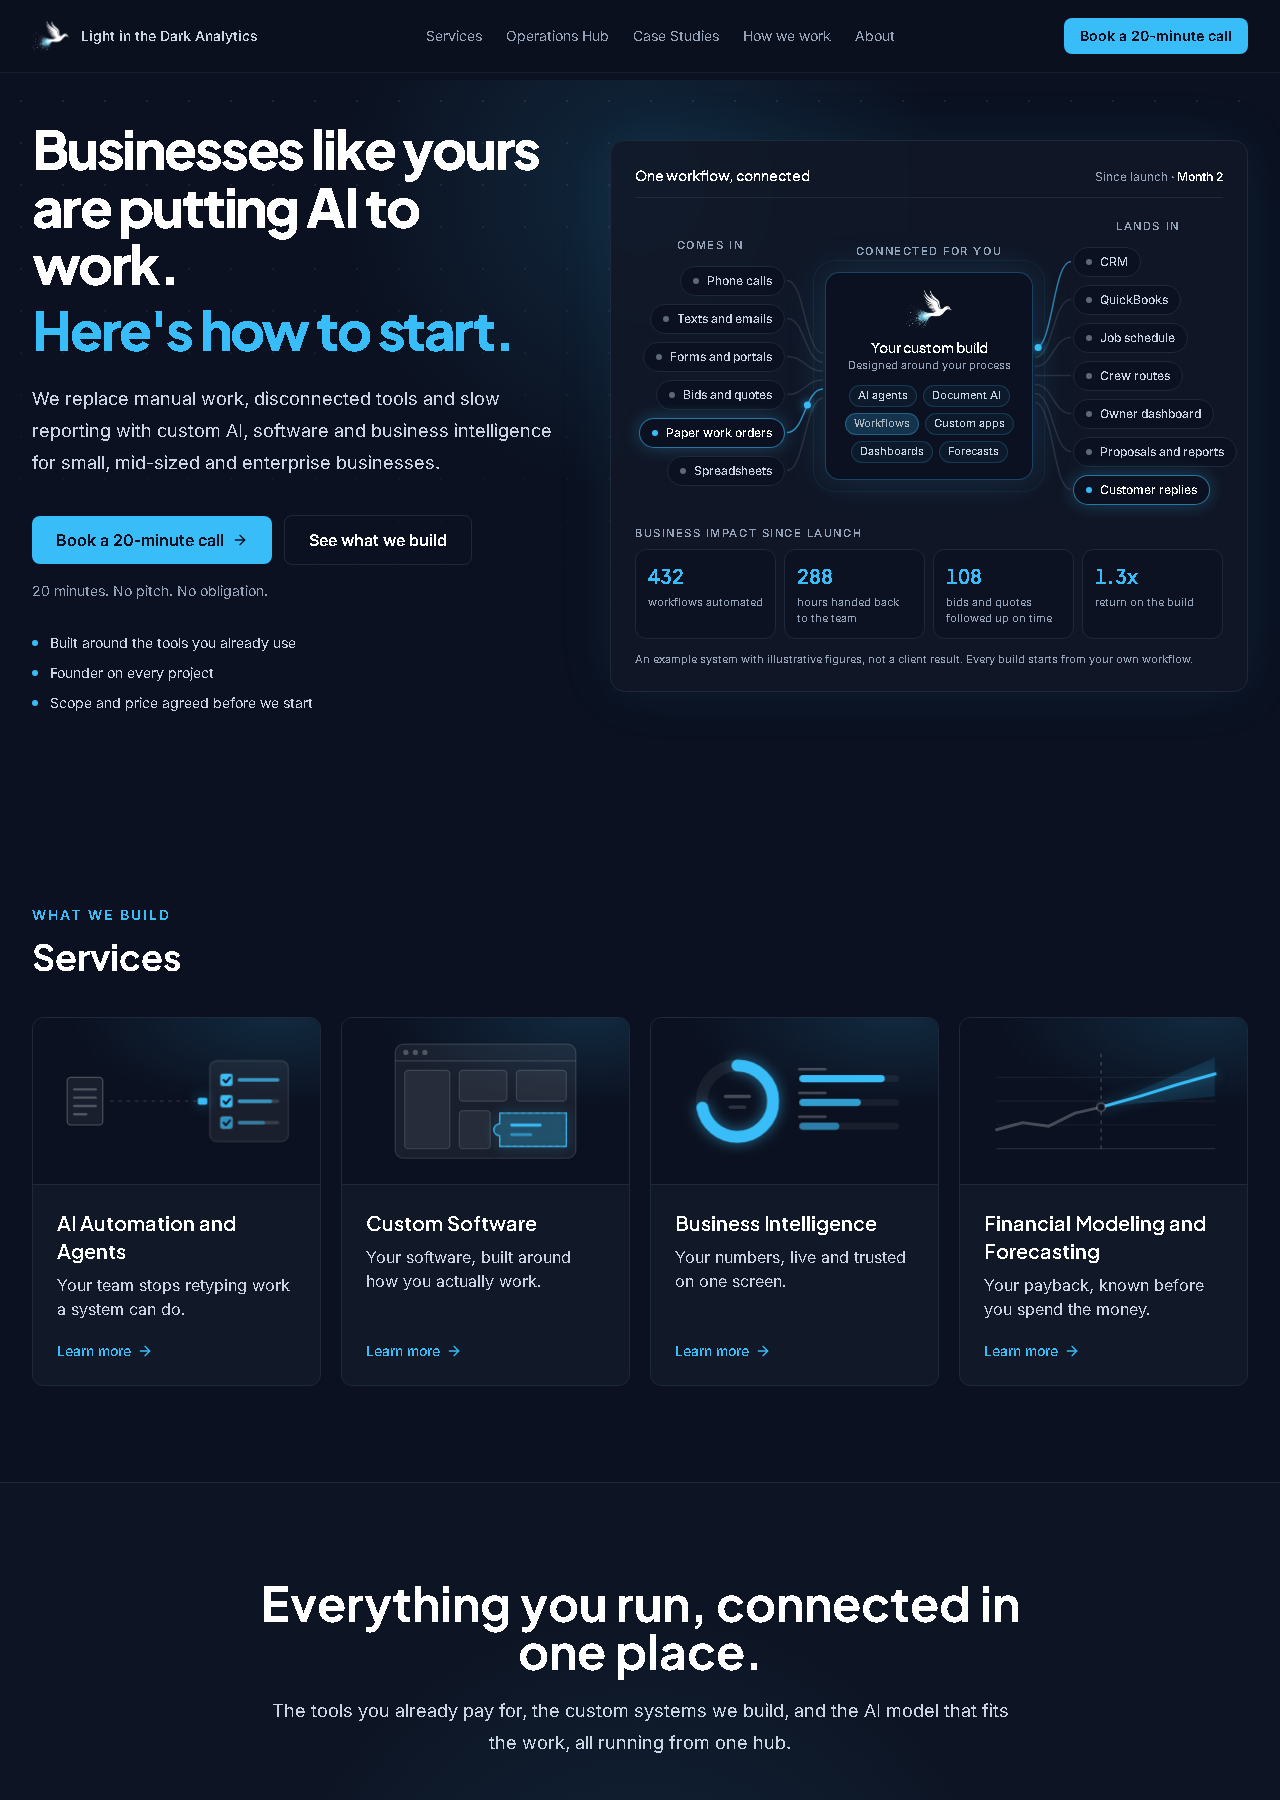 Light in the Dark Analytics
Services
Operations Hub
Case Studies
How we work
About
Book a 20-minute call
Businesses like yours
are putting AI to
work.
Here's how to start.
We replace manual work, disconnected tools and slow
reporting with custom AI, software and business intelligence
for small, mid-sized and enterprise businesses.
Book a 20-minute call
See what we build
20 minutes. No pitch. No obligation.
Built around the tools you already use
Founder on every project
Scope and price agreed before we start
One workflow, connected
Since launch · Month 2
COMES IN
Phone calls
Texts and emails
Forms and portals
Bids and quotes
Paper work orders
Spreadsheets
CONNECTED FOR YOU
Your custom build
Designed around your process
AI agents
Document AI
Workflows
Custom apps
Dashboards
Forecasts
LANDS IN
CRM
QuickBooks
Job schedule
Crew routes
Owner dashboard
Proposals and reports
Customer replies
BUSINESS IMPACT SINCE LAUNCH
432
workflows automated
288
hours handed back
to the team
108
bids and quotes
followed up on time
1.3x
return on the build
An example system with illustrative figures, not a client result. Every build starts from your own workflow.
WHAT WE BUILD
Services
AI Automation and
Agents
Your team stops retyping work
a system can do.
Learn more
Custom Software
Your software, built around
how you actually work.
Learn more
Business Intelligence
Your numbers, live and trusted
on one screen.
Learn more
Financial Modeling and
Forecasting
Your payback, known before
you spend the money.
Learn more
Everything you run, connected in
one place.
The tools you already pay for, the custom systems we build, and the AI model that fits
the work, all running from one hub.